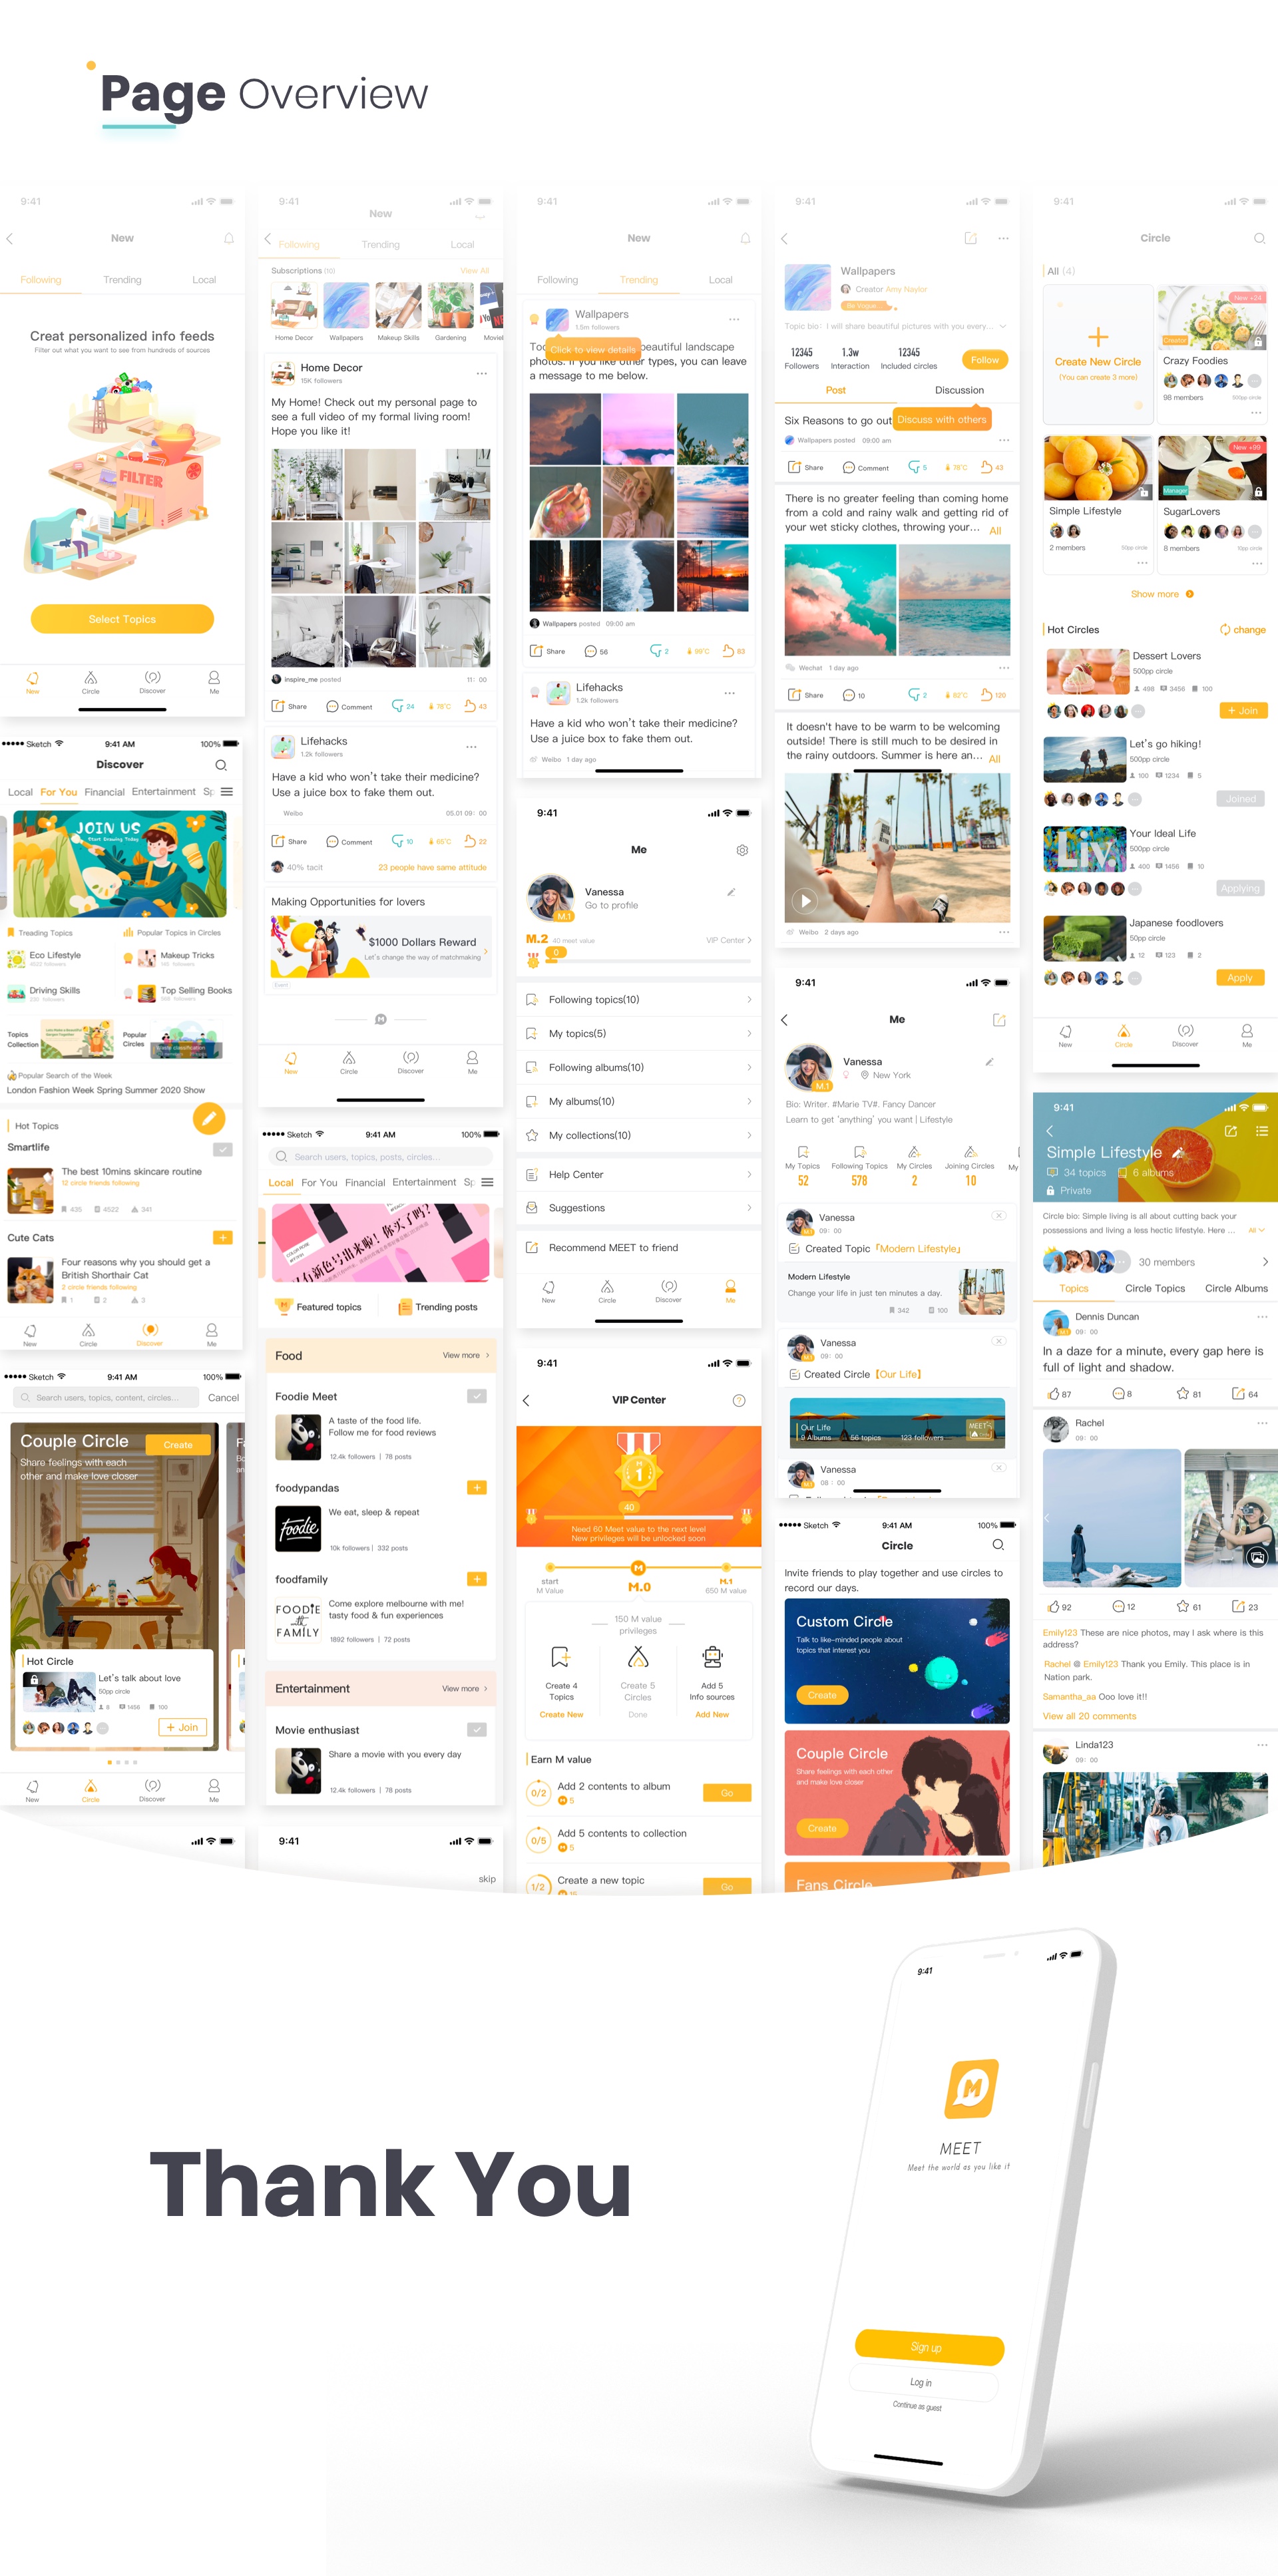 Page Overview
9:41
New
Following Trending Local
Creat personalized info feeds
Filter out what you want to see from hundreds of sources
FILTER
Select Topics
New Circle Discover Me
Sketch 9:41 AM 100%
Discover
Local For You Financial Entertainment Sp
JOIN US
Start Drawing Today
Treading Topics
Popular Topics in Circles
Eco Lifestyle
Makeup Tricks
Driving Skills
Top Selling Books
Topics
Collection
Popular
Circles
Popular Search of the Week
London Fashion Week Spring Summer 2020 Show
Hot Topics
Smartlife
The best 10mins skincare routine
12 circle friends following
435 4522 341
Cute Cats
Four reasons why you should get a
British Shorthair Cat
2 circle friends following
1 2 3
New Circle Discover Me
Sketch 9:41 AM 100%
Search users, topics, content, circles... Cancel
Couple Circle
Create
Share feelings with each
other and make love closer
Hot Circle
Let's talk about love
50pp circle
8 1456 100
+ Join
New Circle Discover Me
9:41
New
Following Trending Local
Subscriptions (10) View All
Home Decor Wallpapers Makeup Skills Gardening Movie
Home Decor
15K followers
My Home! Check out my personal page to
see a full video of my formal living room!
Hope you like it!
inspire_me posted 11: 00
Share Comment 24 76°C 43
Lifehacks
1.2k followers
Have a kid who won't take their medicine?
Use a juice box to fake them out.
Weibo 05.01 09: 00
Share Comment 10 65°C 22
40% tacit 23 people have same attitude
Making Opportunities for lovers
$1000 Dollars Reward
Let's change the way of matchmaking
Event
New Circle Discover Me
Sketch 9:41 AM 100%
Search users, topics, posts, circles...
Local For You Financial Entertainment Sp
有新色号出来啦! 你买了吗?
Featured topics Trending posts
Food View more
Foodie Meet
A taste of the food life.
Follow me for food reviews
12.4k followers | 78 posts
foodypandas
Foodie
We eat, sleep & repeat
10k followers | 332 posts
foodfamily
FOODIE
the
FAMILY
Come explore melbourne with me!
tasty food & fun experiences
1892 followers | 72 posts
Entertainment View more
Movie enthusiast
Share a movie with you every day
12.4k followers | 78 posts
9:41
skip
9:41
New
Following Trending Local
Wallpapers
1.5m followers
Click to view details
beautiful landscape
photos. If you like other types, you can leave
a message to me below.
Wallpapers posted 09:00 am
Share 56 2 99°C 83
Lifehacks
1.2k followers
Have a kid who won't take their medicine?
Use a juice box to fake them out.
Weibo 1 day ago
9:41
Me
Vanessa
Go to profile
M.1
M.2 40 meet value VIP Center
0
Following topics(10)
My topics(5)
Following albums(10)
My albums(10)
My collections(10)
Help Center
Suggestions
Recommend MEET to friend
New Circle Discover Me
9:41
VIP Center
1
40
Need 60 Meet value to the next level
New privileges will be unlocked soon
start
M Value
M
M.0
M.1
650 M value
150 M value
privileges
Create 4
Topics
Create New
Create 5
Circles
Done
Add 5
Info sources
Add New
Earn M value
0/2 Add 2 contents to album Go
5
0/5 Add 5 contents to collection
5
1/2 Create a new topic Go
9:41
Wallpapers
Creator Amy Naylor
Topic bio: I will share beautiful pictures with you every...
12345
Followers
1.3w
Interaction
12345
Included circles
Follow
Post Discussion
Six Reasons to go out
Discuss with others
Wallpapers posted 09:00 am
Share Comment 5 78°C 43
There is no greater feeling than coming home
from a cold and rainy walk and getting rid of
your wet sticky clothes, throwing your... All
Wechat 1 day ago
Share 10 2 82°C 120
It doesn't have to be warm to be welcoming
outside! There is still much to be desired in
the rainy outdoors. Summer is here an... All
Weibo 2 days ago
9:41
Me
Vanessa
New York
M.1
Bio: Writer. #Marie TV#. Fancy Dancer
Learn to get 'anything' you want | Lifestyle
My Topics Following Topics My Circles Joining Circles My
52 578 2 10
Vanessa
09: 00
Created Topic「Modern Lifestyle」
Modern Lifestyle
Change your life in just ten minutes a day.
342 100
Vanessa
09: 00
Created Circle【Our Life】
Our Life
9 Albums 56 topics 123 followers
MEET
Vanessa
08: 00
Sketch 9:41 AM 100%
Circle
Invite friends to play together and use circles to
record our days.
Custom Circle
Talk to like-minded people about
topics that interest you
Create
Couple Circle
Share feelings with each other
and make love closer
Create
Fans Circle
9:41
Circle
All (4)
Create New Circle
(You can create 3 more)
New +24
Creator
Crazy Foodies
98 members 500pp circle
Simple Lifestyle
2 members 50pp circle
New +99
Manager
SugarLovers
8 members 10pp circle
Show more
Hot Circles change
Dessert Lovers
500pp circle
498 3456 100
+ Join
Let's go hiking!
500pp circle
100 1234 5
Joined
Liv.
Your Ideal Life
500pp circle
400 1456 10
Applying
Japanese foodlovers
50pp circle
12 123 2
Apply
New Circle Discover Me
9:41
Simple Lifestyle
34 topics 6 albums
Private
Circle bio: Simple living is all about cutting back your
possessions and living a less hectic lifestyle. Here ... All
30 members
Topics Circle Topics Circle Albums
Dennis Duncan
09: 00
In a daze for a minute, every gap here is
full of light and shadow.
87 8 81 64
Rachel
09: 00
92 12 61 23
Emily123 These are nice photos, may I ask where is this
address?
Rachel @ Emily123 Thank you Emily. This place is in
Nation park.
Samantha_aa Ooo love it!!
View all 20 comments
Linda123
09: 00
Thank You
9:41
M
MEET
Meet the world as you like it
Sign up
Log in
Continue as guest